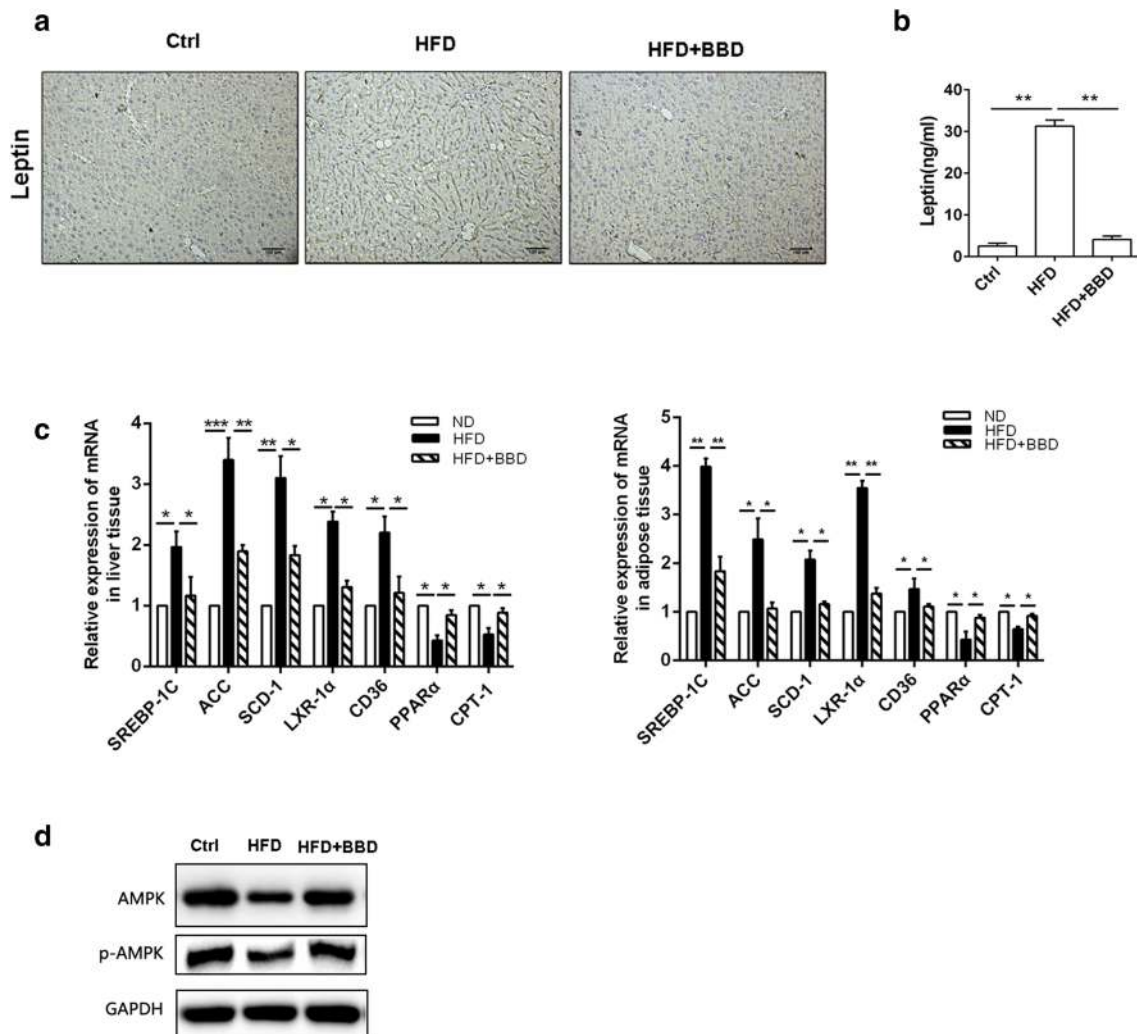 a
Ctrl
HFD
HFD+BBD
Leptin
b
Leptin(ng/ml)
40
30
20
10
0
** **
Ctrl
HFD
HFD+BBD
c
Relative expression of mRNA
in liver tissue
4
3
2
1
0
ND
HFD
HFD+BBD
* *
*** **
** *
* *
* *
* *
* *
SREBP-1C
ACC
SCD-1
LXR-1α
CD36
PPARα
CPT-1
Relative expression of mRNA
in adipose tissue
5
4
3
2
1
0
ND
HFD
HFD+BBD
** **
* *
* *
** **
* *
* *
* *
SREBP-1C
ACC
SCD-1
LXR-1α
CD36
PPARα
CPT-1
d
Ctrl HFD HFD+BBD
AMPK
p-AMPK
GAPDH